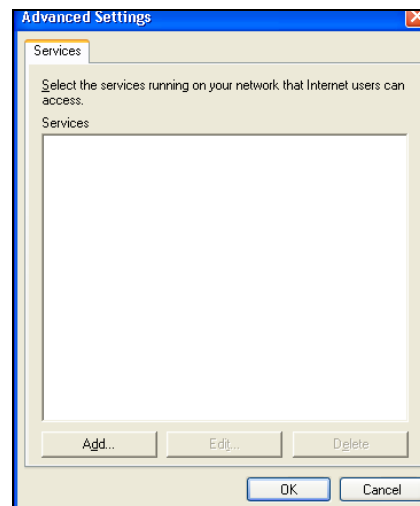 Advanced Settings
Services
Select the services running on your network that Internet users can
access.
Services
Add...
Edit...
Delete
OK
Cancel